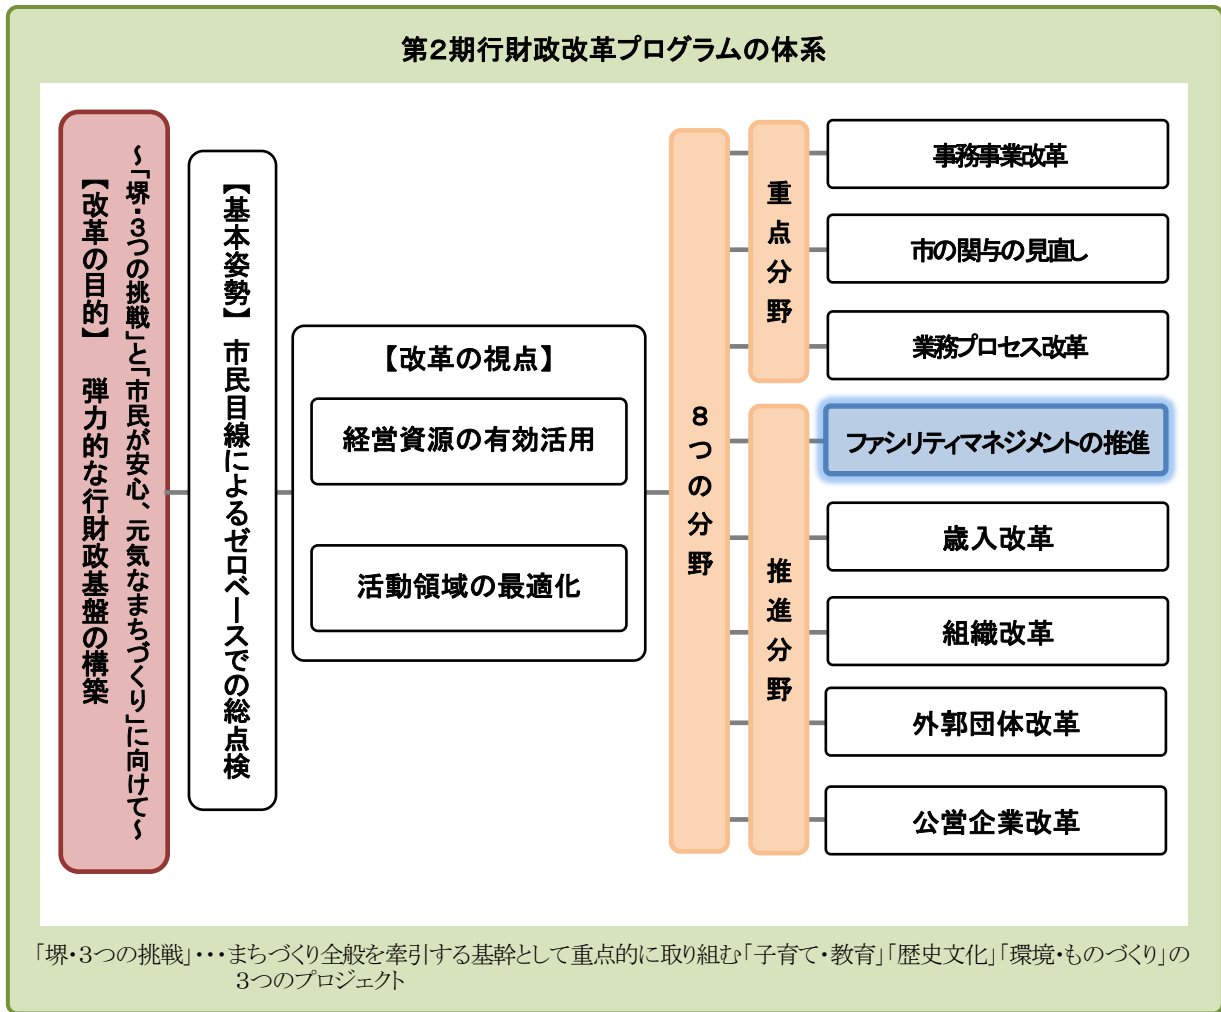 第2期行財政改革プログラムの体系
【改革の目的】 弾力的な行財政基盤の構築
～「堺・3つの挑戦」と「市民が安心、元気なまちづくり」に向けて～
【基本姿勢】 市民目線によるゼロベースでの総点検
【改革の視点】
経営資源の有効活用
活動領域の最適化
8つの分野
重点分野
事務事業改革
市の関与の見直し
業務プロセス改革
推進分野
ファシリティマネジメントの推進
歳入改革
組織改革
外郭団体改革
公営企業改革
「堺・3つの挑戦」・・・まちづくり全般を牽引する基幹として重点的に取り組む「子育て・教育」「歴史文化」「環境・ものづくり」の
3つのプロジェクト